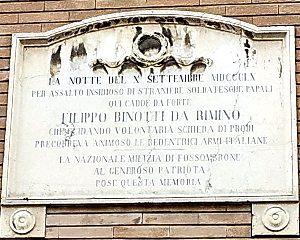 LA NOTTE DEL X SETTEMBRE MDCCCLX
PER ASSALTO INSIDIOSO DI STRANIERE SOLDATESCHE PAPALI
QUI CADDE DA FORTE
FILIPPO BINOTTI DA RIMINO
CHE GUIDANDO VOLONTARIA SCHIERA DI PRODI
PRECORREVA ANIMOSO LE REDENTRICI ARMI ITALIANE
LA NAZIONALE MILIZIA DI FOSSOMBRONE
AL GENEROSO PATRIOTA
POSE QUESTA MEMORIA